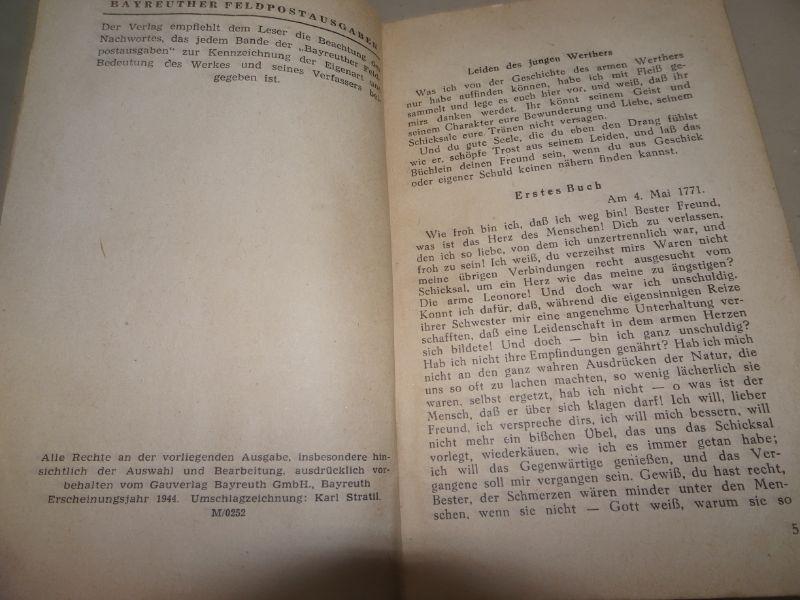 BAYREUTHER FELDPOSTAUSGABEN
Der Verlag empfiehlt dem Leser die Beachtung des
Nachwortes, das jedem Bande der „Bayreuther Feld-
postausgaben“ zur Kennzeichnung der Eigenart und
Bedeutung des Werkes und seines Verfassers bei-
gegeben ist.
Alle Rechte an der vorliegenden Ausgabe, insbesondere hin-
sichtlich der Auswahl und Bearbeitung, ausdrücklich vor-
behalten vom Gauverlag Bayreuth GmbH., Bayreuth
Erscheinungsjahr 1944. Umschlagzeichnung: Karl Stratil.
M/0252
Leiden des jungen Werthers
Was ich von der Geschichte des armen Werthers
nur habe auffinden können, habe ich mit Fleiß ge-
sammelt und lege es euch hier vor, und weiß, daß ihr
mirs danken werdet. Ihr könnt seinem Geist und
seinem Charakter eure Bewunderung und Liebe, seinem
Schicksale eure Tränen nicht versagen.
Und du gute Seele, die du eben den Drang fühlst
wie er, schöpfe Trost aus seinem Leiden, und laß das
Büchlein deinen Freund sein, wenn du aus Geschick
oder eigener Schuld keinen nähern finden kannst.
Erstes Buch
Am 4. Mai 1771.
Wie froh bin ich, daß ich weg bin! Bester Freund,
was ist das Herz des Menschen! Dich zu verlassen,
den ich so liebe, von dem ich unzertrennlich war, und
froh zu sein! Ich weiß, du verzeihst mirs Waren nicht
meine übrigen Verbindungen recht ausgesucht vom
Schicksal, um ein Herz wie das meine zu ängstigen?
Die arme Leonore! Und doch war ich unschuldig.
Konnt ich dafür, daß, während die eigensinnigen Reize
ihrer Schwester mir eine angenehme Unterhaltung ver-
schafften, daß eine Leidenschaft in dem armen Herzen
sich bildete! Und doch — bin ich ganz unschuldig?
Hab ich nicht ihre Empfindungen genährt? Hab ich mich
nicht an den ganz wahren Ausdrücken der Natur, die
uns so oft zu lachen machten, so wenig lächerlich sie
waren, selbst ergetzt, hab ich nicht — o was ist der
Mensch, daß er über sich klagen darf! Ich will, lieber
Freund, ich verspreche dirs, ich will mich bessern, will
nicht mehr ein bißchen Übel, das uns das Schicksal
vorlegt, wiederkäuen, wie ich es immer getan habe;
ich will das Gegenwärtige genießen, und das Ver-
gangene soll mir vergangen sein. Gewiß, du hast recht,
Bester, der Schmerzen wären minder unter den Men-
schen, wenn sie nicht — Gott weiß, warum sie so
5